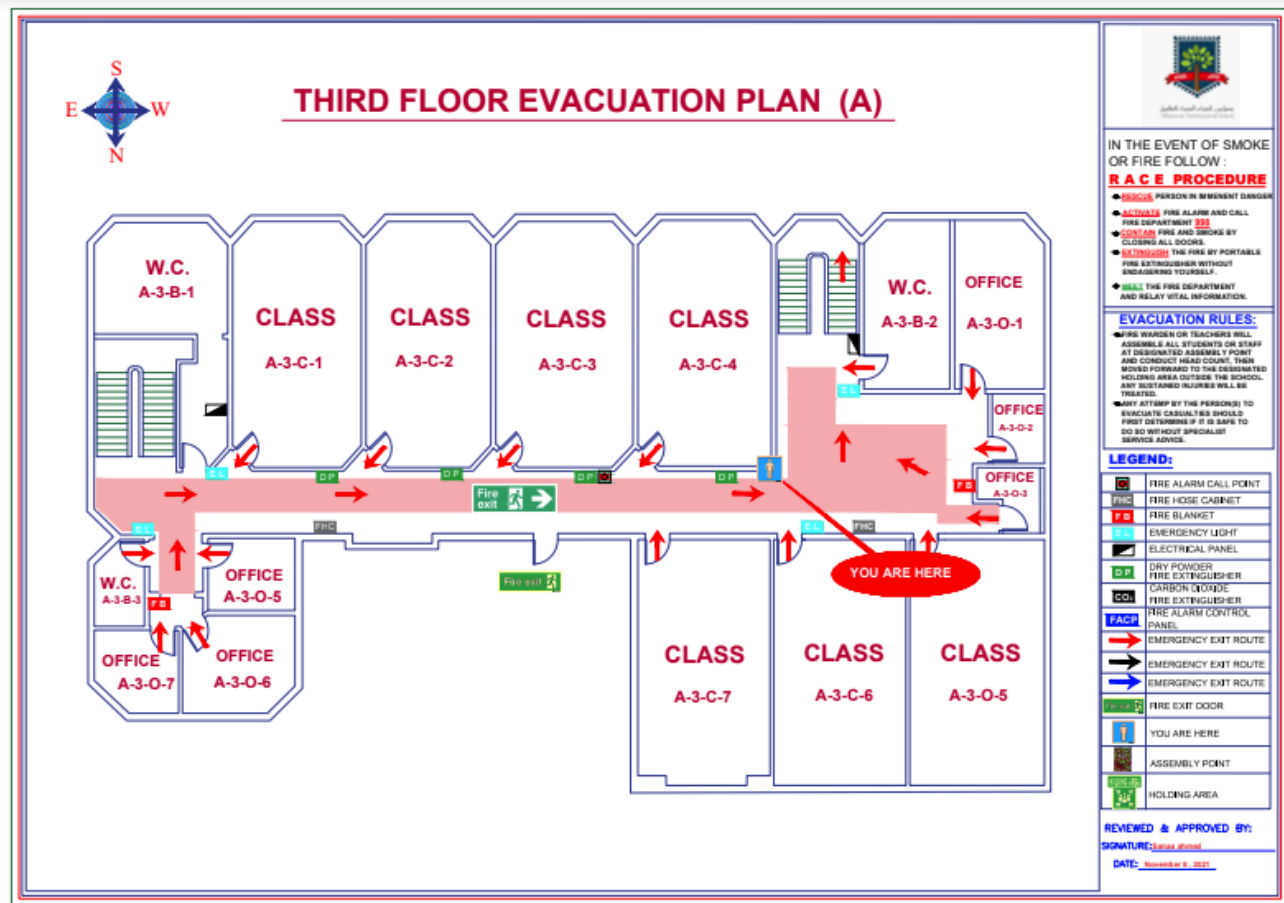 THIRD FLOOR EVACUATION PLAN (A)
S
E
W
N
W.C.
A-3-B-1
CLASS
A-3-C-1
CLASS
A-3-C-2
CLASS
A-3-C-3
CLASS
A-3-C-4
W.C.
A-3-B-2
OFFICE
A-3-O-1
OFFICE
A-3-O-2
OFFICE
A-3-O-3
EL
DP
DP
DP
DP
EL
FB
Fire
exit
EL
FHC
EL
FHC
Fire exit
YOU ARE HERE
W.C.
A-3-B-3
OFFICE
A-3-O-5
FB
OFFICE
A-3-O-7
OFFICE
A-3-O-6
CLASS
A-3-C-7
CLASS
A-3-C-6
CLASS
A-3-O-5
IN THE EVENT OF SMOKE
OR FIRE FOLLOW :
R A C E PROCEDURE
RESCUE PERSON IN IMMENENT DANGER
ACTIVATE FIRE ALARM AND CALL
FIRE DEPARTMENT 998
CONTAIN FIRE AND SMOKE BY
CLOSING ALL DOORS.
EXTINGUISH THE FIRE BY PORTABLE
FIRE EXTINGUISHER WITHOUT
ENDAGERING YOURSELF.
MEET THE FIRE DEPARTMENT
AND RELAY VITAL INFORMATION.
EVACUATION RULES:
FIRE WARDEN OR TEACHERS WILL
ASSEMBLE ALL STUDENTS OR STAFF
AT DESIGNATED ASSEMBLY POINT
AND CONDUCT HEAD COUNT, THEN
MOVED FORWARD TO THE DESIGNATED
HOLDING AREA OUTSIDE THE SCHOOL.
ANY SUSTAINED INJURIES WILL BE
TREATED.
ANY ATTEMP BY THE PERSON(S) TO
EVACUATE CASUALTIES SHOULD
FIRST DETERMINE IF IT IS SAFE TO
DO SO WITHOUT SPECIALIST
SERVICE ADVICE.
LEGEND:
FIRE ALARM CALL POINT
FHC FIRE HOSE CABINET
FB FIRE BLANKET
EL EMERGENCY LIGHT
ELECTRICAL PANEL
DP DRY POWDER
FIRE EXTINGUISHER
CO₂ CARBON DIOXIDE
FIRE EXTINGUISHER
FACP FIRE ALARM CONTROL
PANEL
EMERGENCY EXIT ROUTE
EMERGENCY EXIT ROUTE
EMERGENCY EXIT ROUTE
FIRE EXIT DOOR
YOU ARE HERE
ASSEMBLY POINT
HOLDING AREA
REVIEWED & APPROVED BY:
SIGNATURE: Sanaa ahmed
DATE: November 8, 2021